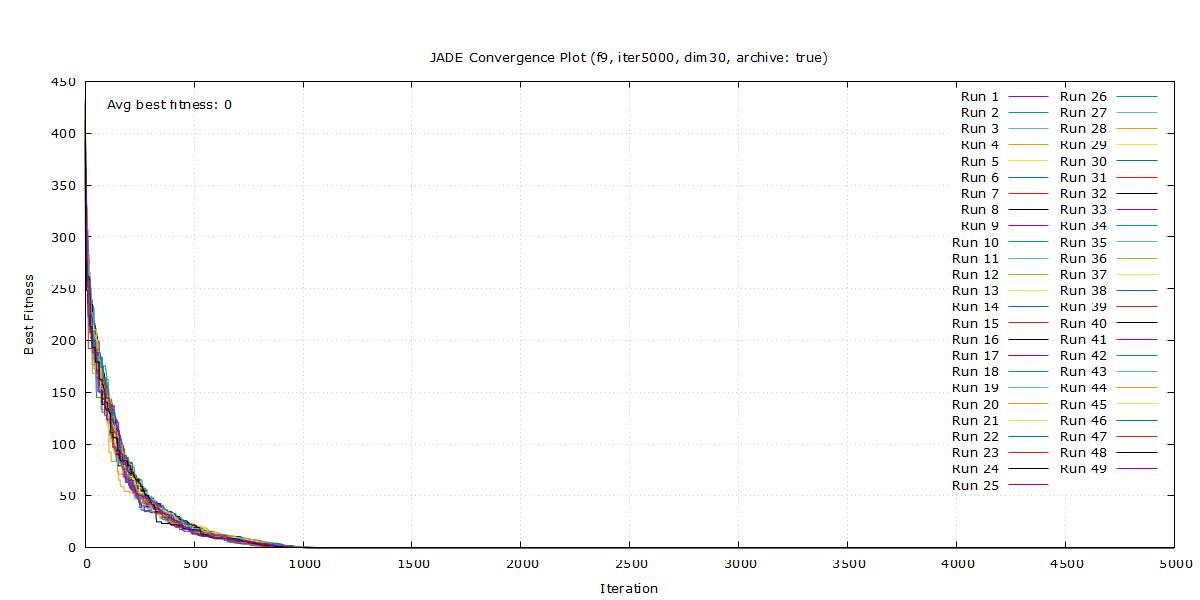 JADE Convergence Plot (f9, iter5000, dim30, archive: true)
450
400
350
300
250
200
150
100
50
0
Best Fitness
Avg best fitness: 0
Run 1
Run 2
Run 3
Run 4
Run 5
Run 6
Run 7
Run 8
Run 9
Run 10
Run 11
Run 12
Run 13
Run 14
Run 15
Run 16
Run 17
Run 18
Run 19
Run 20
Run 21
Run 22
Run 23
Run 24
Run 25
Run 26
Run 27
Run 28
Run 29
Run 30
Run 31
Run 32
Run 33
Run 34
Run 35
Run 36
Run 37
Run 38
Run 39
Run 40
Run 41
Run 42
Run 43
Run 44
Run 45
Run 46
Run 47
Run 48
Run 49
0 500 1000 1500 2000 2500 3000 3500 4000 4500 5000
Iteration